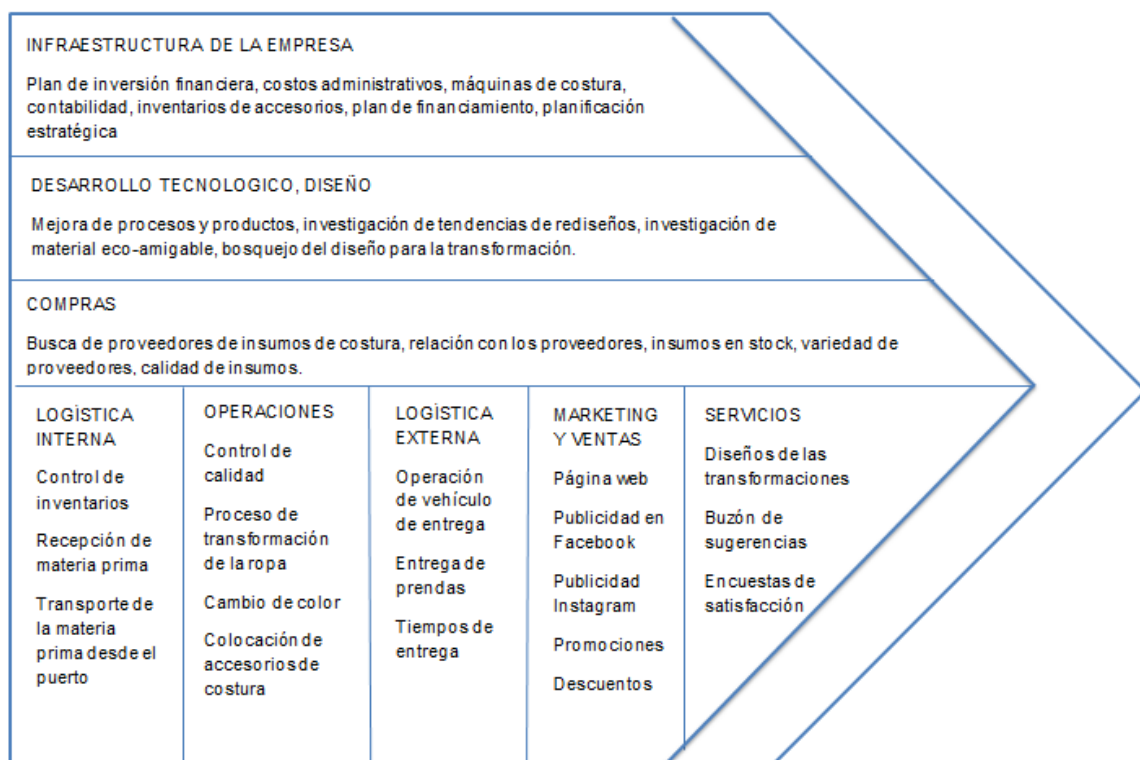 INFRAESTRUCTURA DE LA EMPRESA
Plan de inversión financiera, costos administrativos, máquinas de costura,
contabilidad, inventarios de accesorios, plan de financiamiento, planificación
estratégica
DESARROLLO TECNOLOGICO, DISEÑO
Mejora de procesos y productos, investigación de tendencias de rediseños, investigación de
material eco-amigable, bosquejo del diseño para la transformación.
COMPRAS
Busca de proveedores de insumos de costura, relación con los proveedores, insumos en stock, variedad de
proveedores, calidad de insumos.
LOGÌSTICA
INTERNA
Control de
inventarios
Recepción de
materia prima
Transporte de
la materia
prima desde el
puerto
OPERACIONES
Control de
calidad
Proceso de
transformación
de la ropa
Cambio de color
Colocación de
accesorios de
costura
LOGÍSTICA
EXTERNA
Operación
de vehículo
de entrega
Entrega de
prendas
Tiempos de
entrega
MARKETING
Y VENTAS
Página web
Publicidad en
Facebook
Publicidad
Instagram
Promociones
Descuentos
SERVICIOS
Diseños de las
transformaciones
Buzón de
sugerencias
Encuestas de
satisfacción